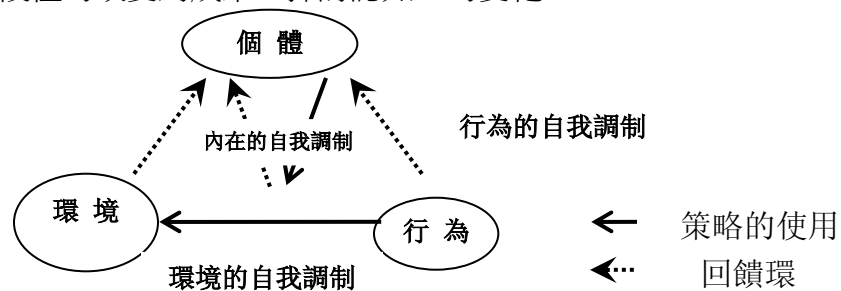 個 體
內在的自我調制
行為的自我調制
環 境
行 為
環境的自我調制
策略的使用
回饋環